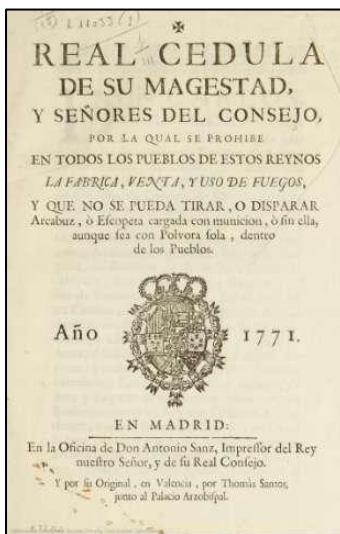 REAL CEDULA
DE SU MAGESTAD,
Y SEÑORES DEL CONSEJO,
POR LA QUAL SE PROHIBE
EN TODOS LOS PUEBLOS DE ESTOS REYNOS
LA FABRICA, VENTA, Y USO DE FUEGOS,
Y QUE NO SE PUEDA TIRAR, O DISPARAR
Arcabuz, ò Escopeta cargada con municion, ò sin ella,
aunque sea con Polvora sola, dentro
de los Pueblos.
Año 1771.
EN MADRID:
En la Oficina de Don Antonio Sanz, Impressor del Rey
nuestro Señor, y de su Real Consejo.
Y por su Original, en Valencia, por Thomàs Santos,
junto al Palacio Arzobispal.